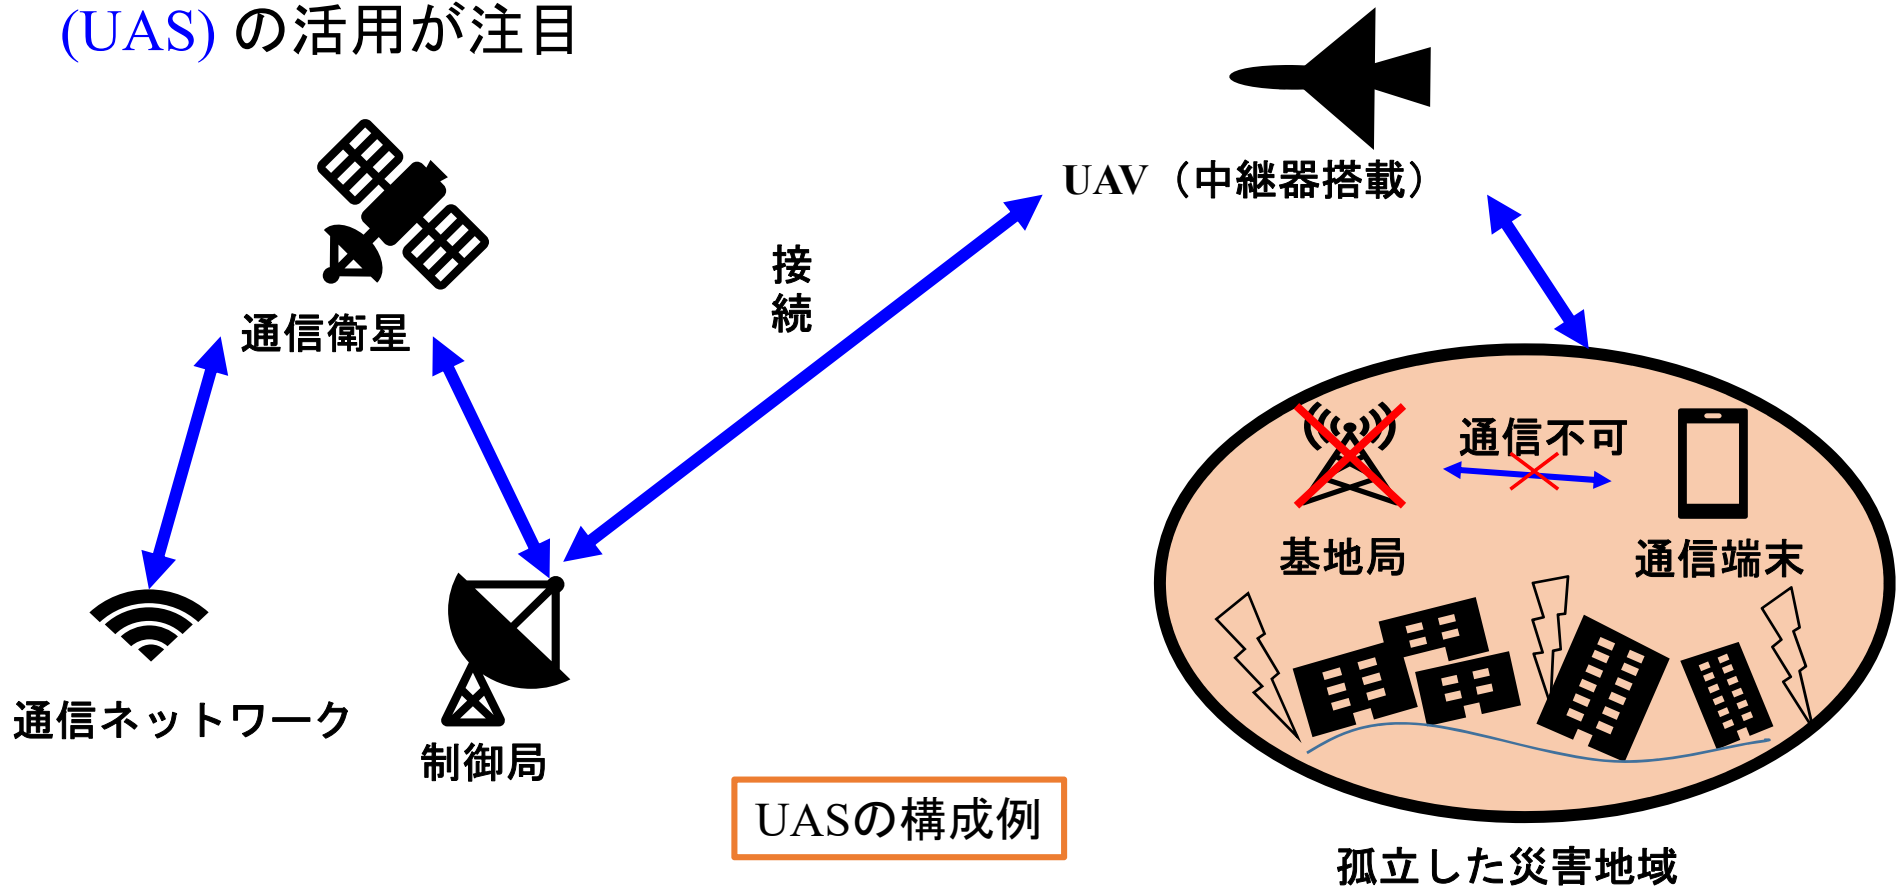 (UAS) の活用が注目
UAV（中継器搭載）
接続
通信衛星
通信不可
基地局
通信端末
通信ネットワーク
制御局
UASの構成例
孤立した災害地域